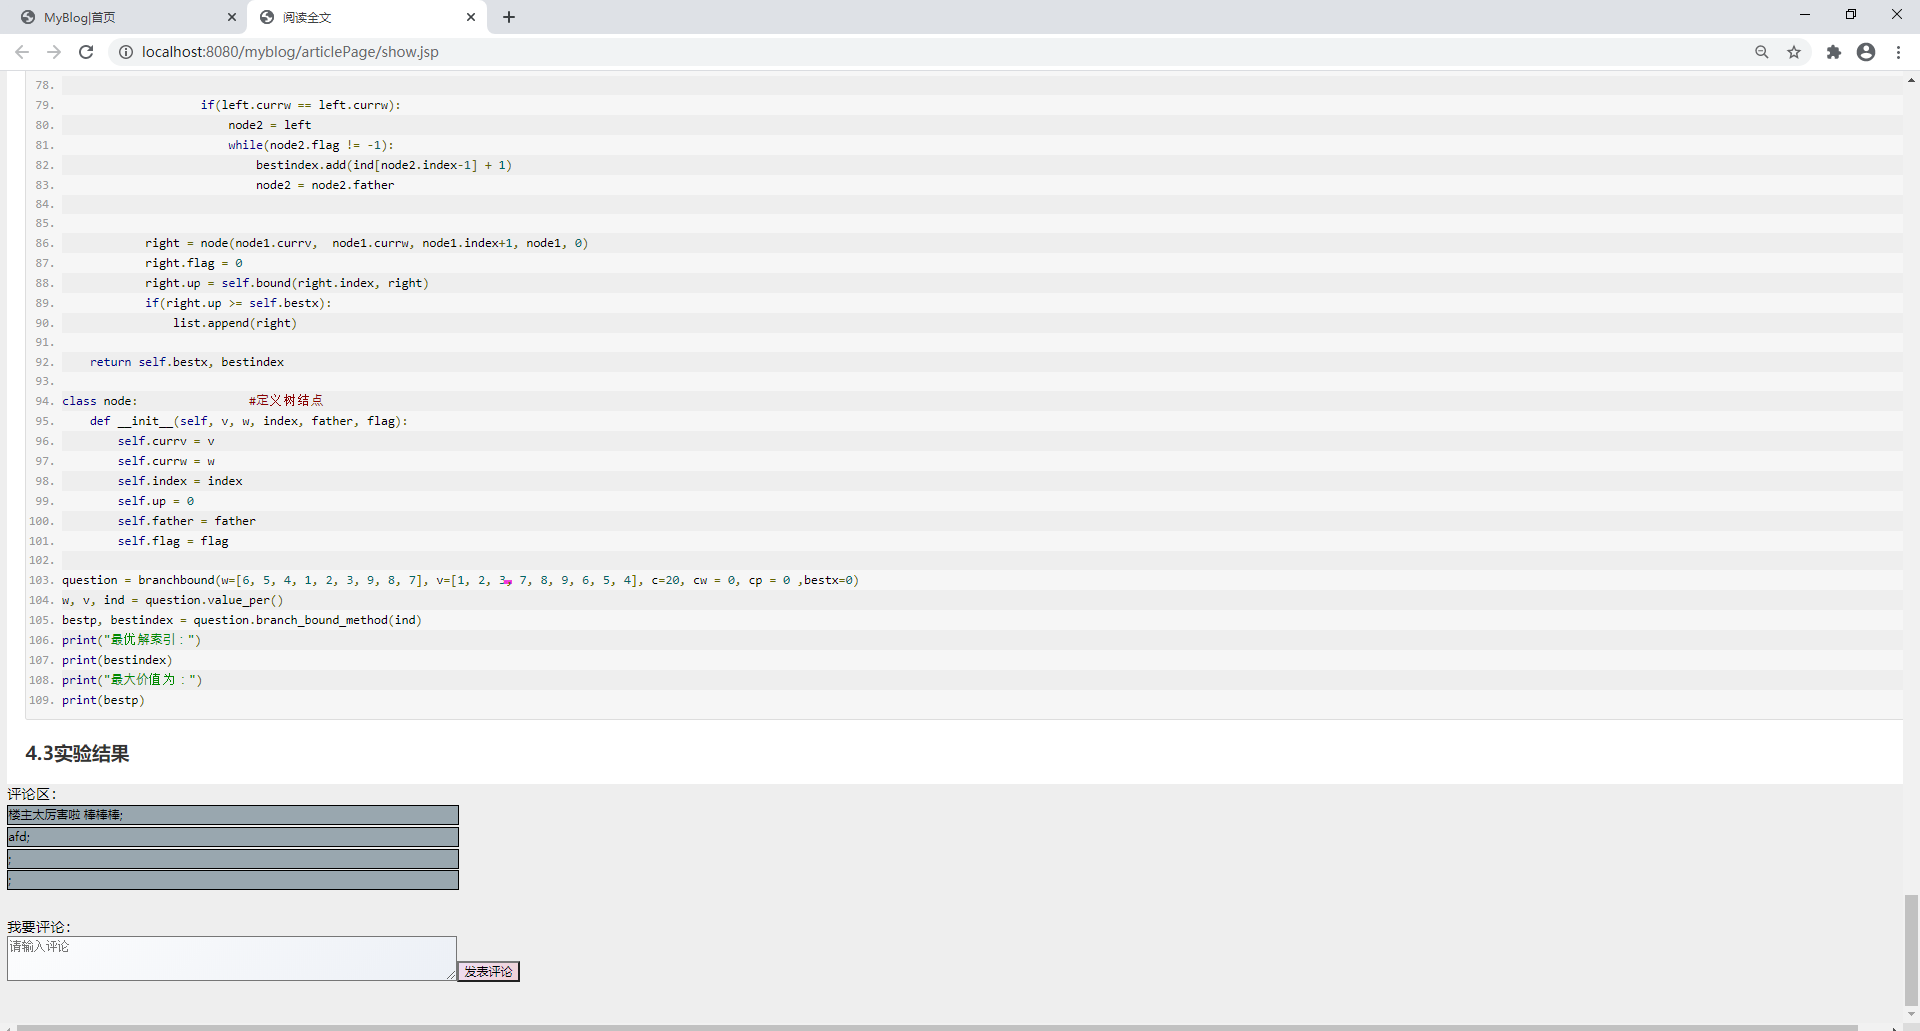 MyBlog|首页
阅读全文
localhost:8080/myblog/articlePage/show.jsp
78.
79. if(left.currw == left.currw):
80. node2 = left
81. while(node2.flag != -1):
82. bestindex.add(ind[node2.index-1] + 1)
83. node2 = node2.father
84.
85.
86. right = node(node1.currv,  node1.currw, node1.index+1, node1, 0)
87. right.flag = 0
88. right.up = self.bound(right.index, right)
89. if(right.up >= self.bestx):
90. list.append(right)
91.
92. return self.bestx, bestindex
93.
94. class node: #定义树结点
95. def __init__(self, v, w, index, father, flag):
96. self.currv = v
97. self.currw = w
98. self.index = index
99. self.up = 0
100. self.father = father
101. self.flag = flag
102.
103. question = branchbound(w=[6, 5, 4, 1, 2, 3, 9, 8, 7], v=[1, 2, 3, 7, 8, 9, 6, 5, 4], c=20, cw = 0, cp = 0 ,bestx=0)
104. w, v, ind = question.value_per()
105. bestp, bestindex = question.branch_bound_method(ind)
106. print("最优解索引：")
107. print(bestindex)
108. print("最大价值为：")
109. print(bestp)
4.3实验结果
评论区：
楼主太厉害啦 棒棒棒;
afd;
;
;
我要评论：
请输入评论
发表评论